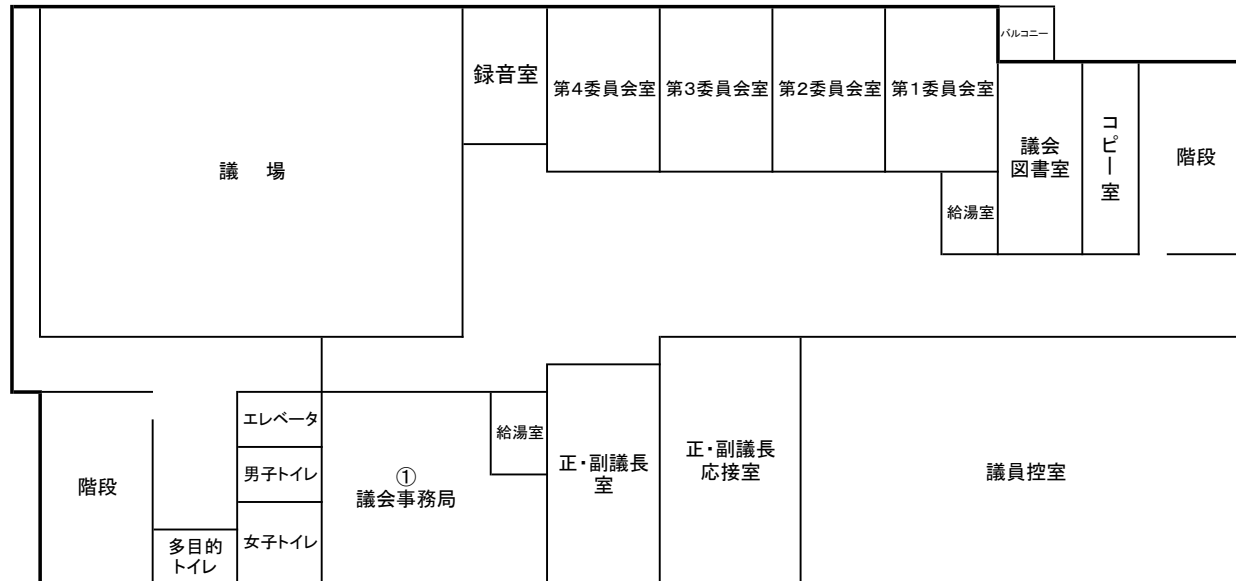 バルコニー
録音室
第4委員会室
第3委員会室
第2委員会室
第1委員会室
議会
図書室
コピー室
階段
議　場
給湯室
エレベータ
給湯室
男子トイレ
女子トイレ
階段
多目的
トイレ
①
議会事務局
正・副議長
室
正・副議長
応接室
議員控室